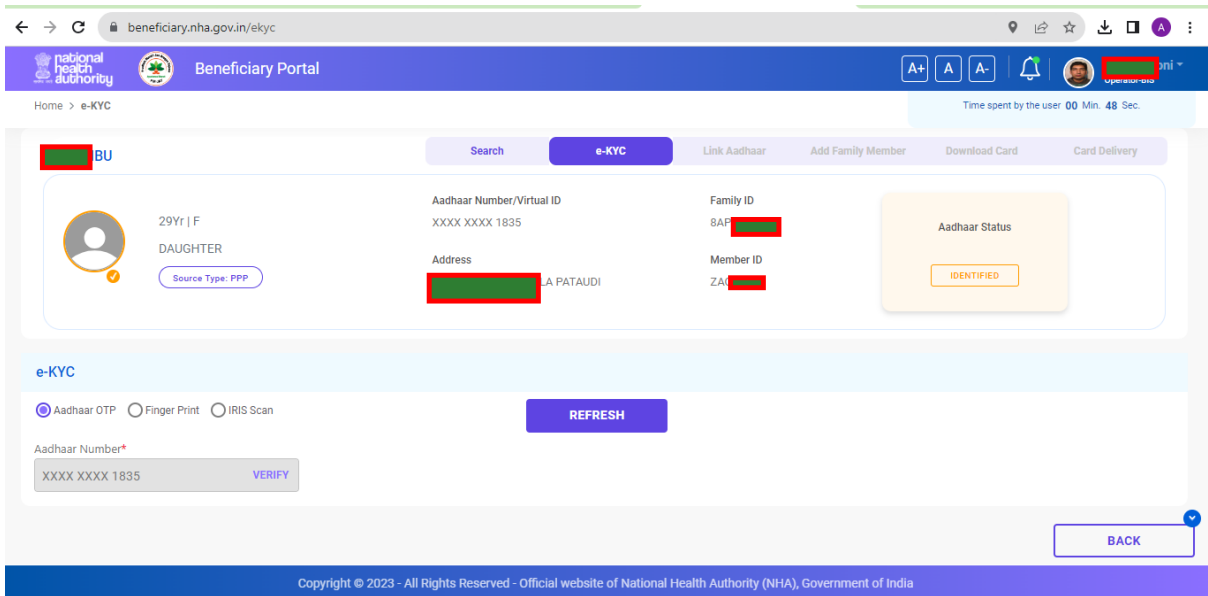 beneficiary.nha.gov.in/ekyc
A
national
health
authority
Beneficiary Portal
A+ A A-
oni
Operator-BIS
Home > e-KYC
Time spent by the user 00 Min. 48 Sec.
BU
Search e-KYC Link Aadhaar Add Family Member Download Card Card Delivery
29Yr | F
DAUGHTER
Source Type: PPP
Aadhaar Number/Virtual ID
XXXX XXXX 1835
Address
LA PATAUDI
Family ID
8AP
Member ID
ZA
Aadhaar Status
IDENTIFIED
e-KYC
Aadhaar OTP Finger Print IRIS Scan
REFRESH
Aadhaar Number*
XXXX XXXX 1835 VERIFY
BACK
Copyright © 2023 - All Rights Reserved - Official website of National Health Authority (NHA), Government of India